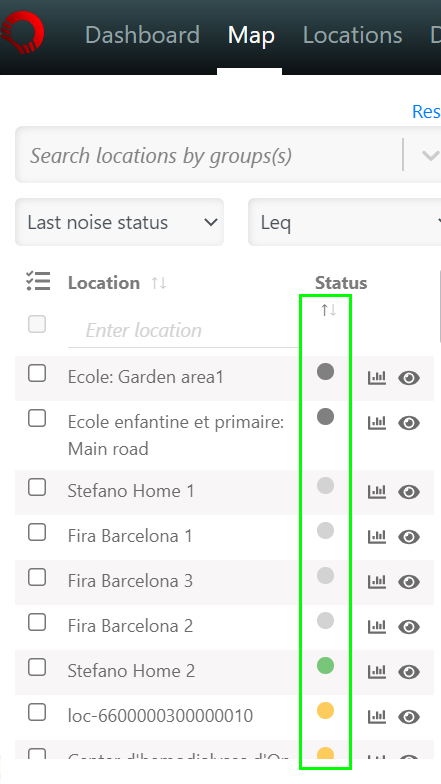 Dashboard Map Locations D
Res
Search locations by groups(s)
Last noise status Leq
Location Status
Enter location
Ecole: Garden area1
Ecole enfantine et primaire:
Main road
Stefano Home 1
Fira Barcelona 1
Fira Barcelona 3
Fira Barcelona 2
Stefano Home 2
loc-6600000300000010